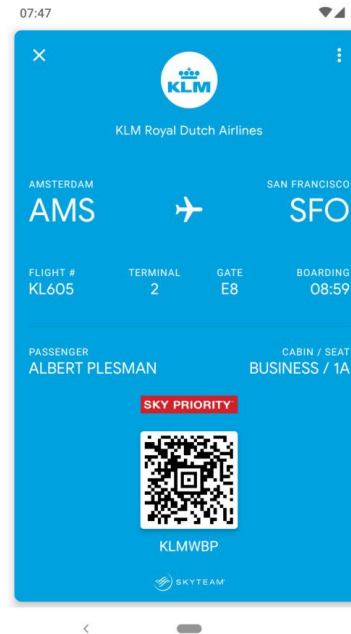 07:47
KLM
KLM Royal Dutch Airlines
AMSTERDAM SAN FRANCISCO
AMS SFO
FLIGHT # TERMINAL GATE BOARDING
KL605 2 E8 08:59
PASSENGER CABIN / SEAT
ALBERT PLESMAN BUSINESS / 1A
SKY PRIORITY
KLMWBP
SKYTEAM